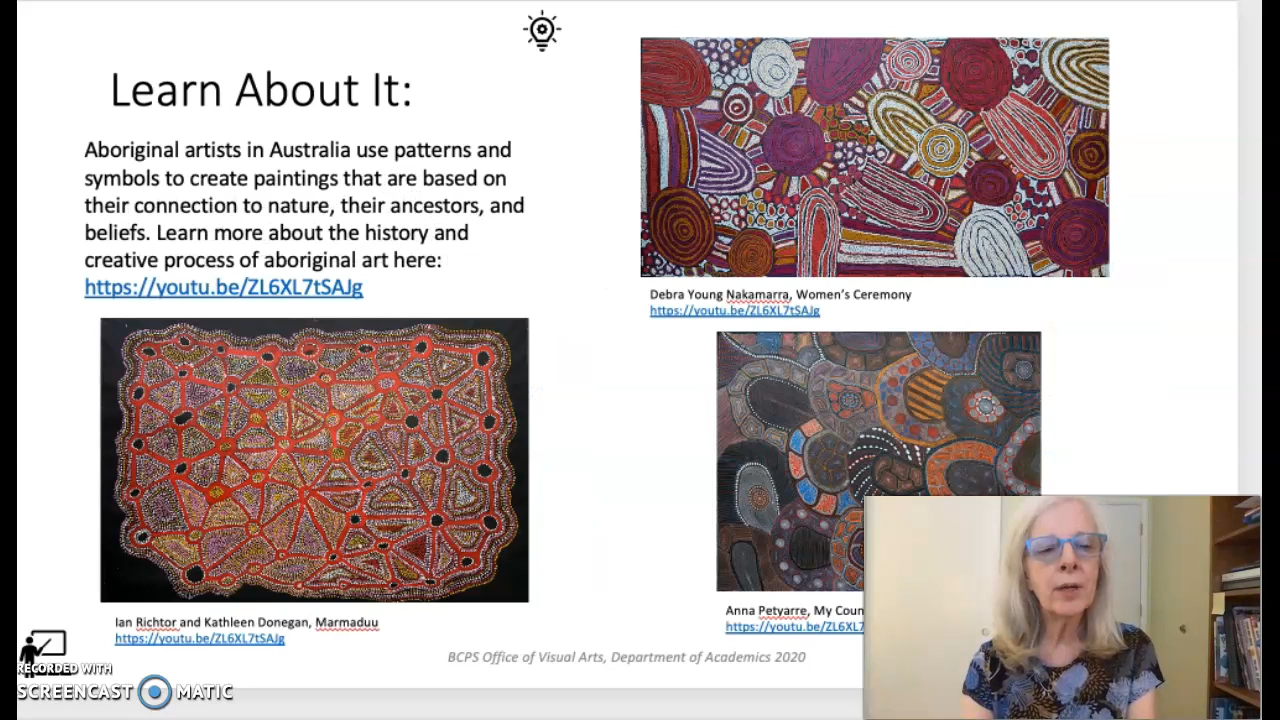 Learn About It:
Aboriginal artists in Australia use patterns and
symbols to create paintings that are based on
their connection to nature, their ancestors, and
beliefs. Learn more about the history and
creative process of aboriginal art here:
https://youtu.be/ZL6XL7tSAJg
Debra Young Nakamarra, Women's Ceremony
https://youtu.be/ZL6XL7tSAJg
Ian Richtor and Kathleen Donegan, Marmaduu
https://youtu.be/ZL6XL7tSAJg
Anna Petyarre, My Coun
https://youtu.be/ZL6XL7
BCPS Office of Visual Arts, Department of Academics 2020
RECORDED WITH
SCREENCAST MATIC